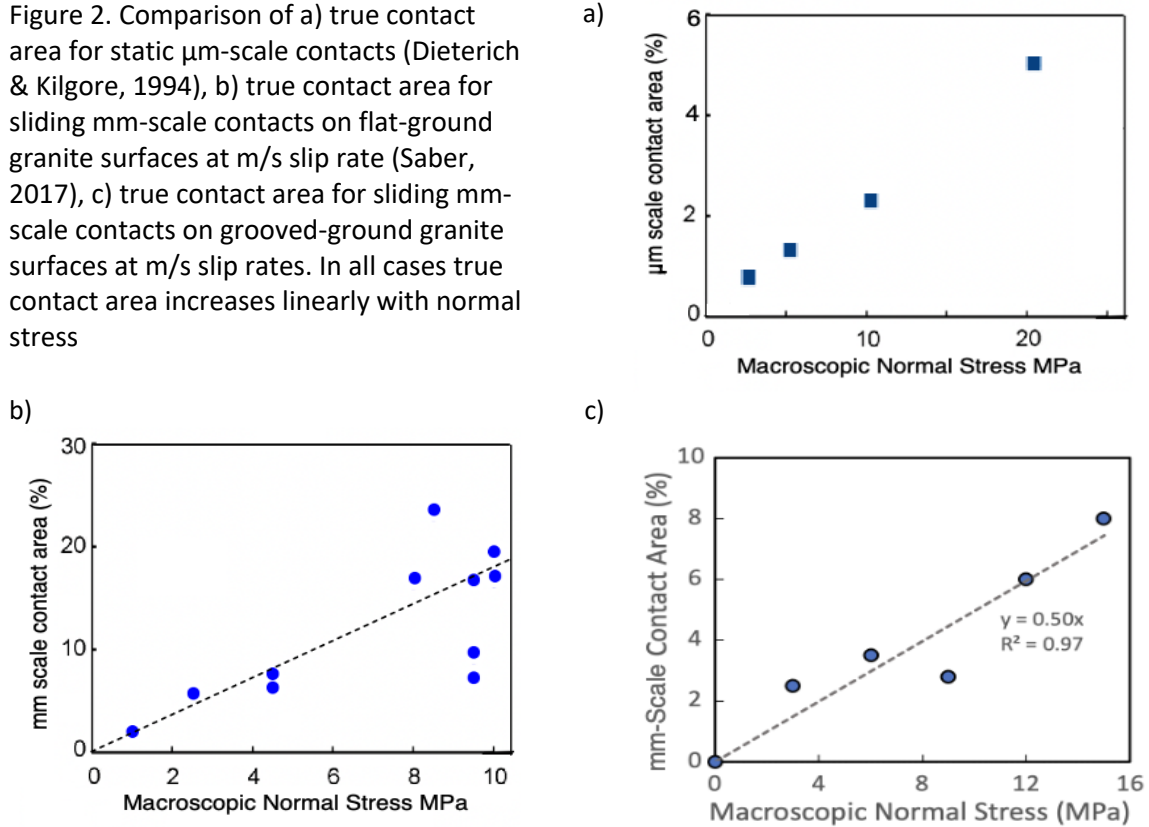 Figure 2. Comparison of a) true contact
area for static µm-scale contacts (Dieterich
& Kilgore, 1994), b) true contact area for
sliding mm-scale contacts on flat-ground
granite surfaces at m/s slip rate (Saber,
2017), c) true contact area for sliding mm-
scale contacts on grooved-ground granite
surfaces at m/s slip rates. In all cases true
contact area increases linearly with normal
stress
a)
µm scale contact area (%)
6
4
2
0
0 10 20
Macroscopic Normal Stress MPa
b)
mm scale contact area (%)
30
20
10
0
0 2 4 6 8 10
Macroscopic Normal Stress MPa
c)
mm-Scale Contact Area (%)
10
8
6
4
2
0
y = 0.50x
R² = 0.97
0 4 8 12 16
Macroscopic Normal Stress (MPa)